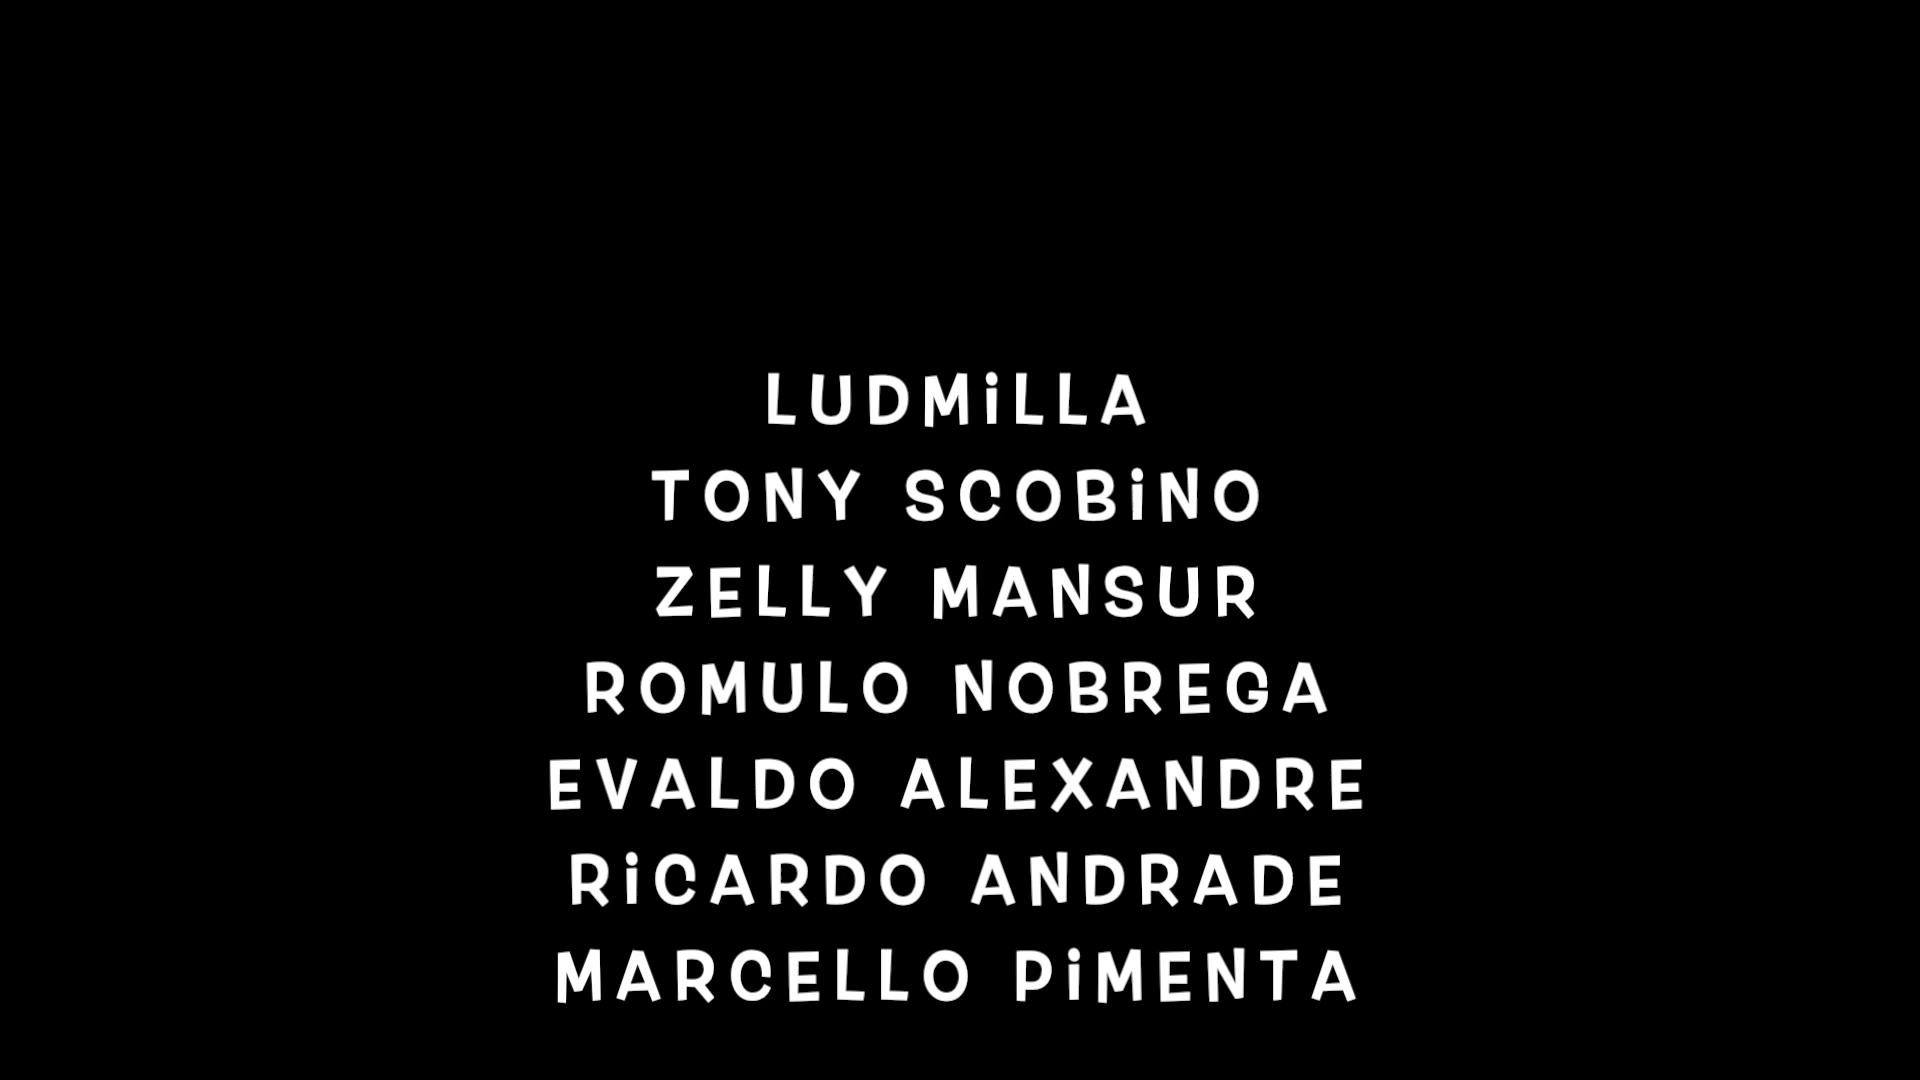 LUDMiLLA
TONY SCOBiNO
ZELLY MANSUR
ROMULO NOBREGA
EVALDO ALEXANDRE
RiCARDO ANDRADE
MARCELLO PiMENTA